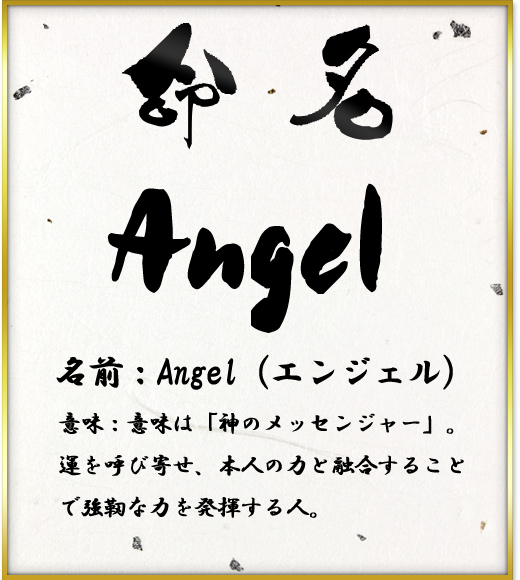 命名
Angel
名前：Angel（エンジェル）
意味：意味は「神のメッセンジャー」。
運を呼び寄せ、本人の力と融合すること
で強靭な力を発揮する人。